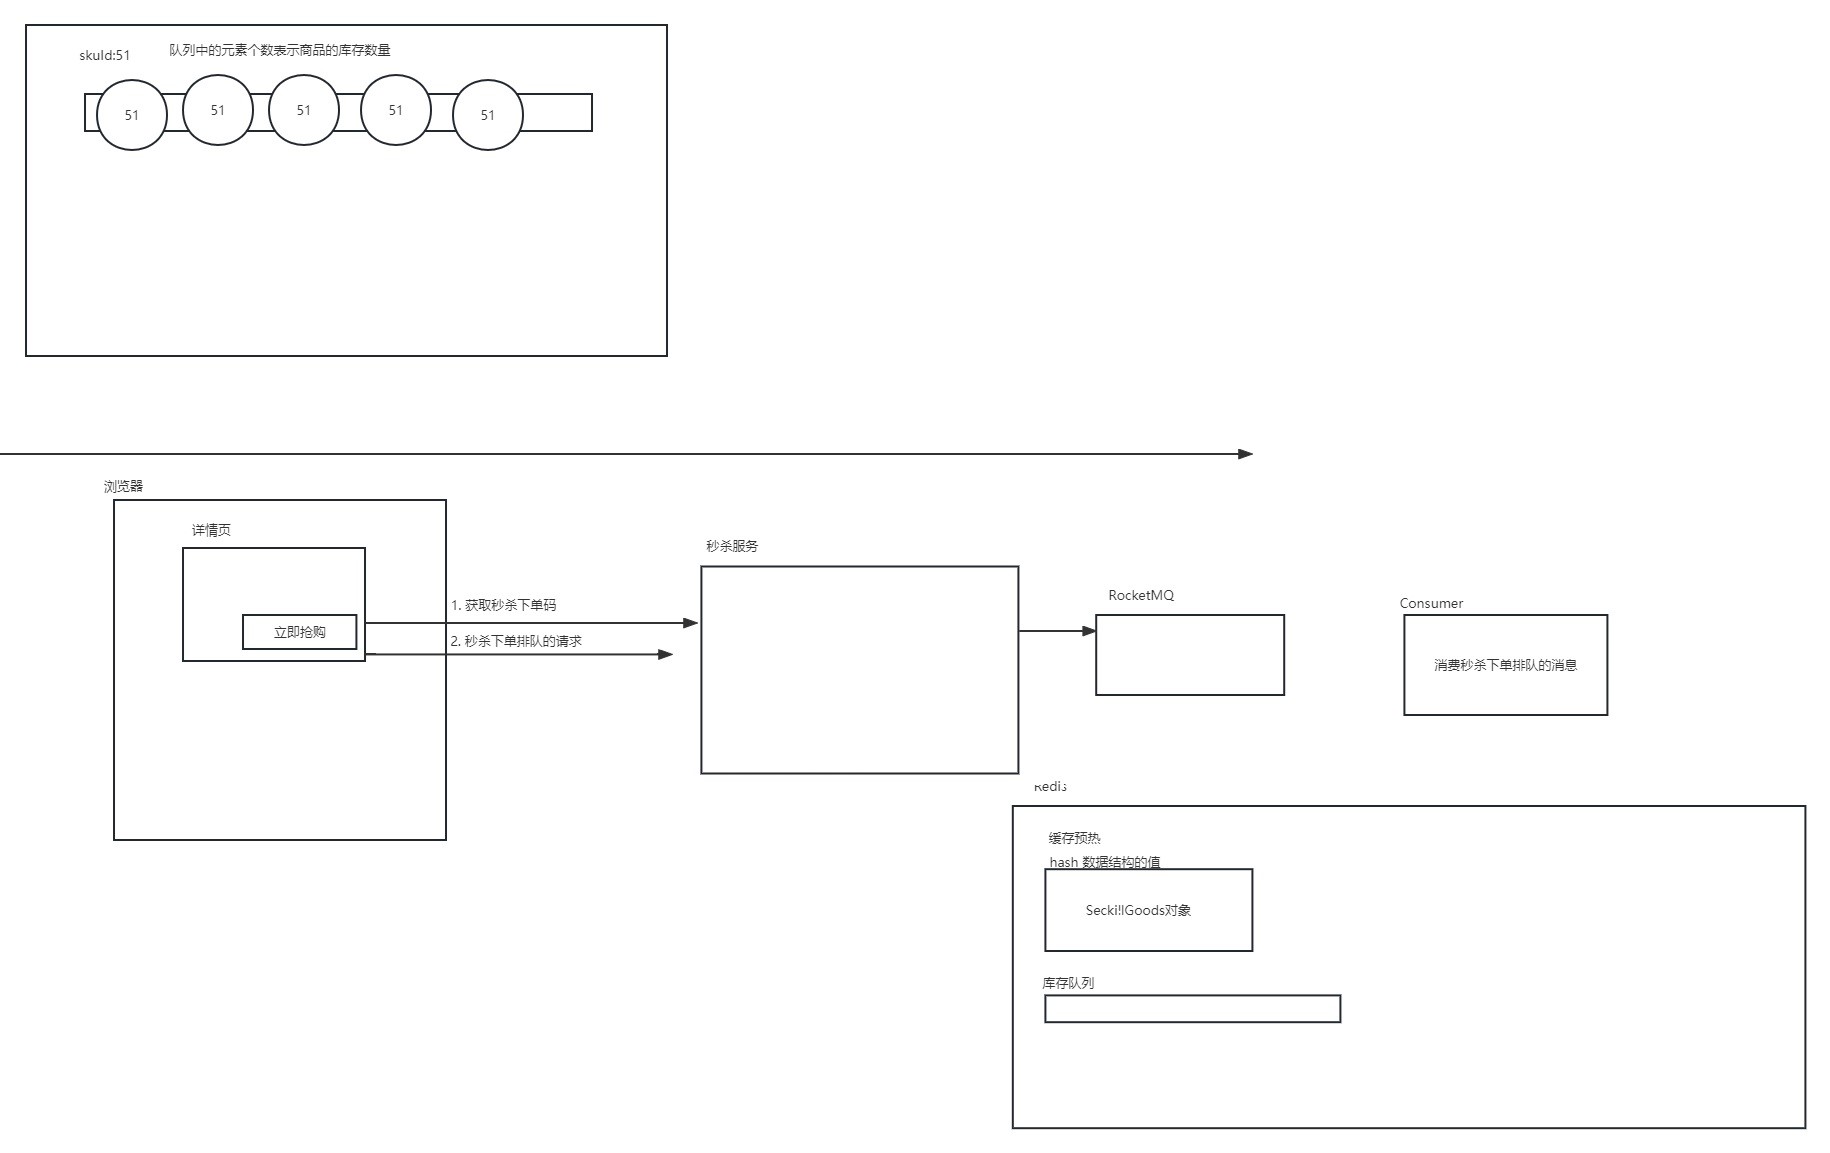 skuId:51
队列中的元素个数表示商品的库存数量
51
51
51
51
51
浏览器
详情页
立即抢购
1. 获取秒杀下单码
2. 秒杀下单排队的请求
秒杀服务
RocketMQ
Consumer
消费秒杀下单排队的消息
Redis
缓存预热
hash 数据结构的值
SeckillGoods对象
库存队列